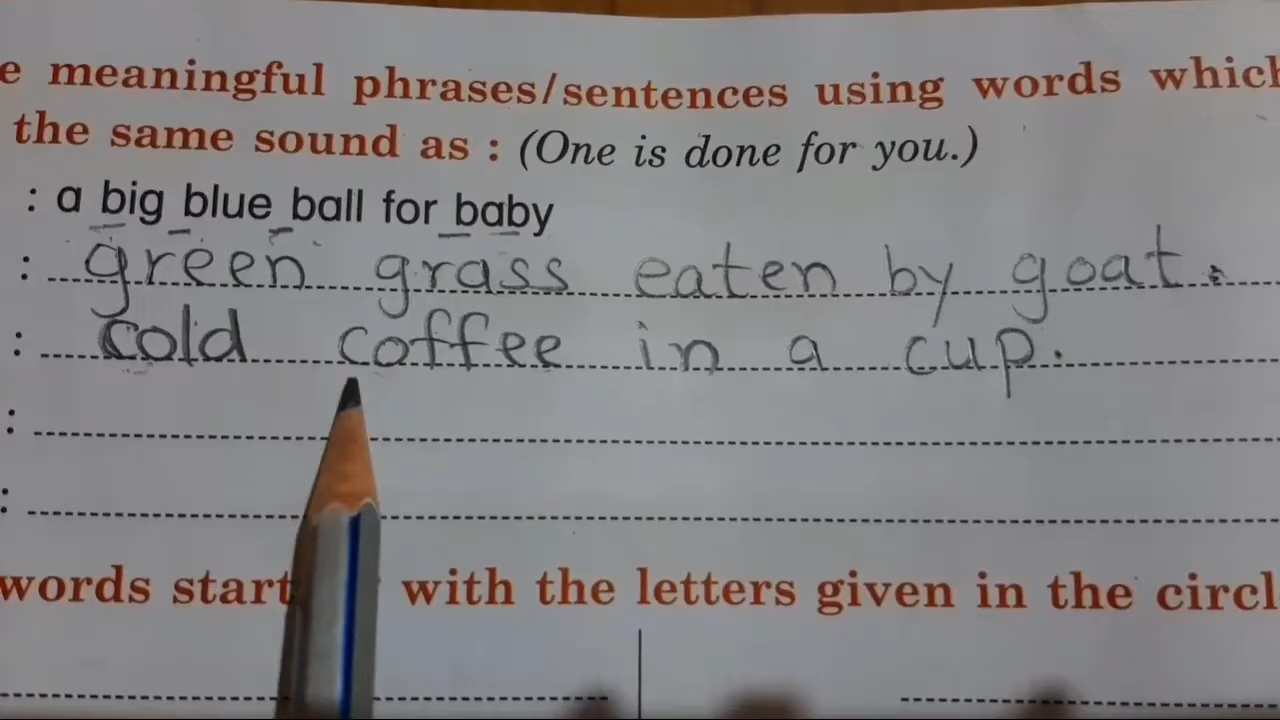 e meaningful phrases/sentences using words which
the same sound as : (One is done for you.)
: a big blue ball for baby
: green grass eaten by goat.
: cold coffee in a cup.
:
:
words start with the letters given in the circl